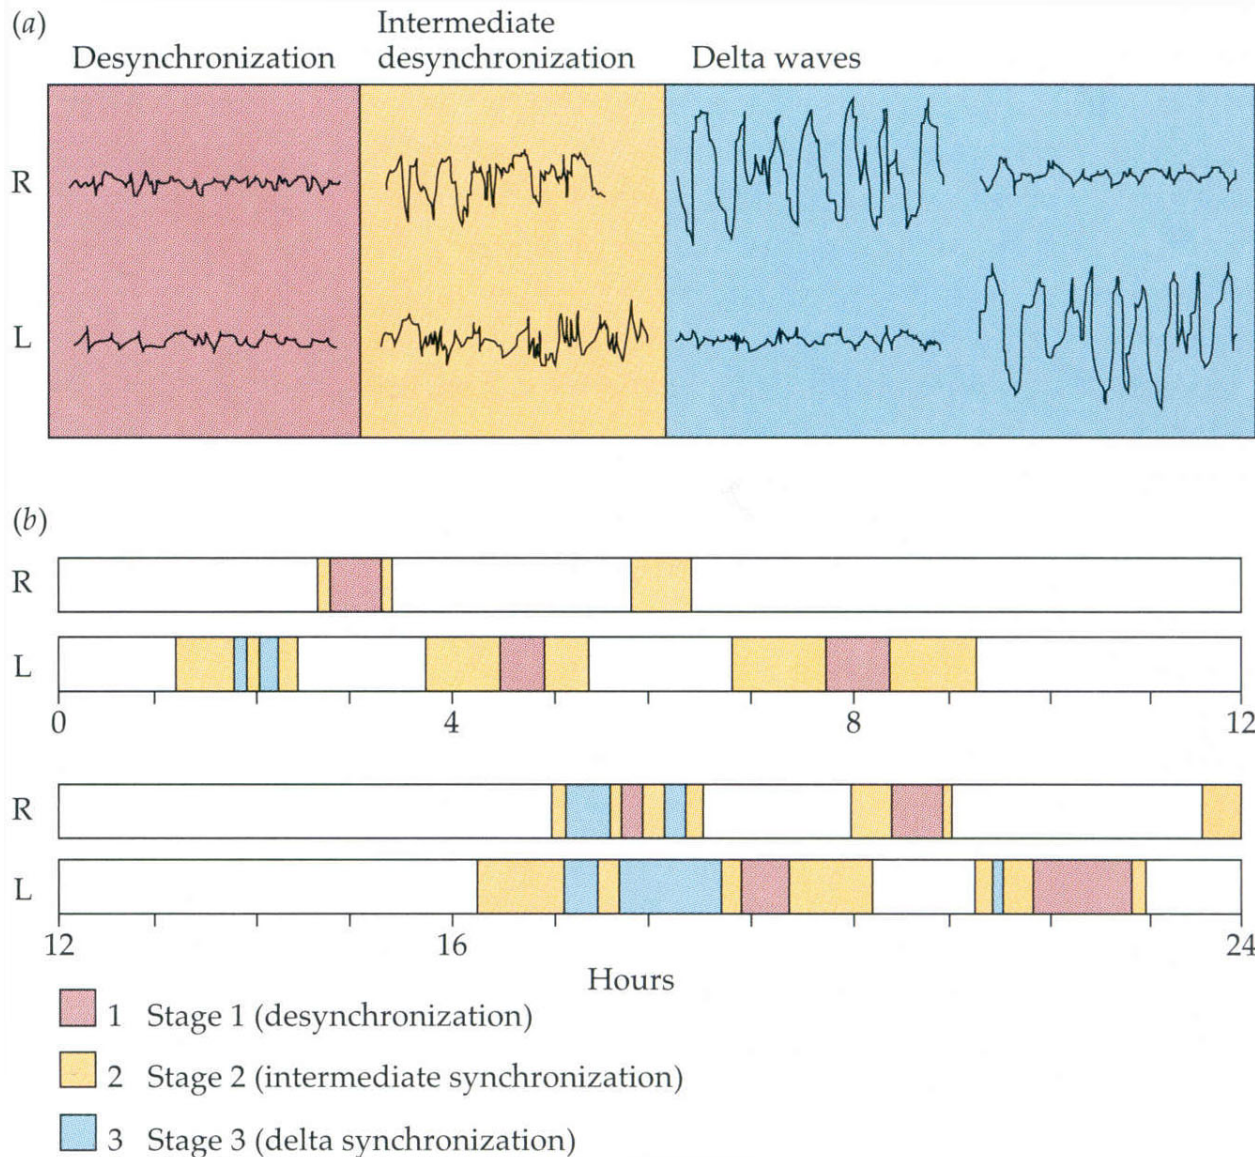 (a)
Desynchronization
Intermediate
desynchronization
Delta waves
R
L
(b)
R
L
0 4 8 12
R
L
12 16 24
Hours
1 Stage 1 (desynchronization)
2 Stage 2 (intermediate synchronization)
3 Stage 3 (delta synchronization)